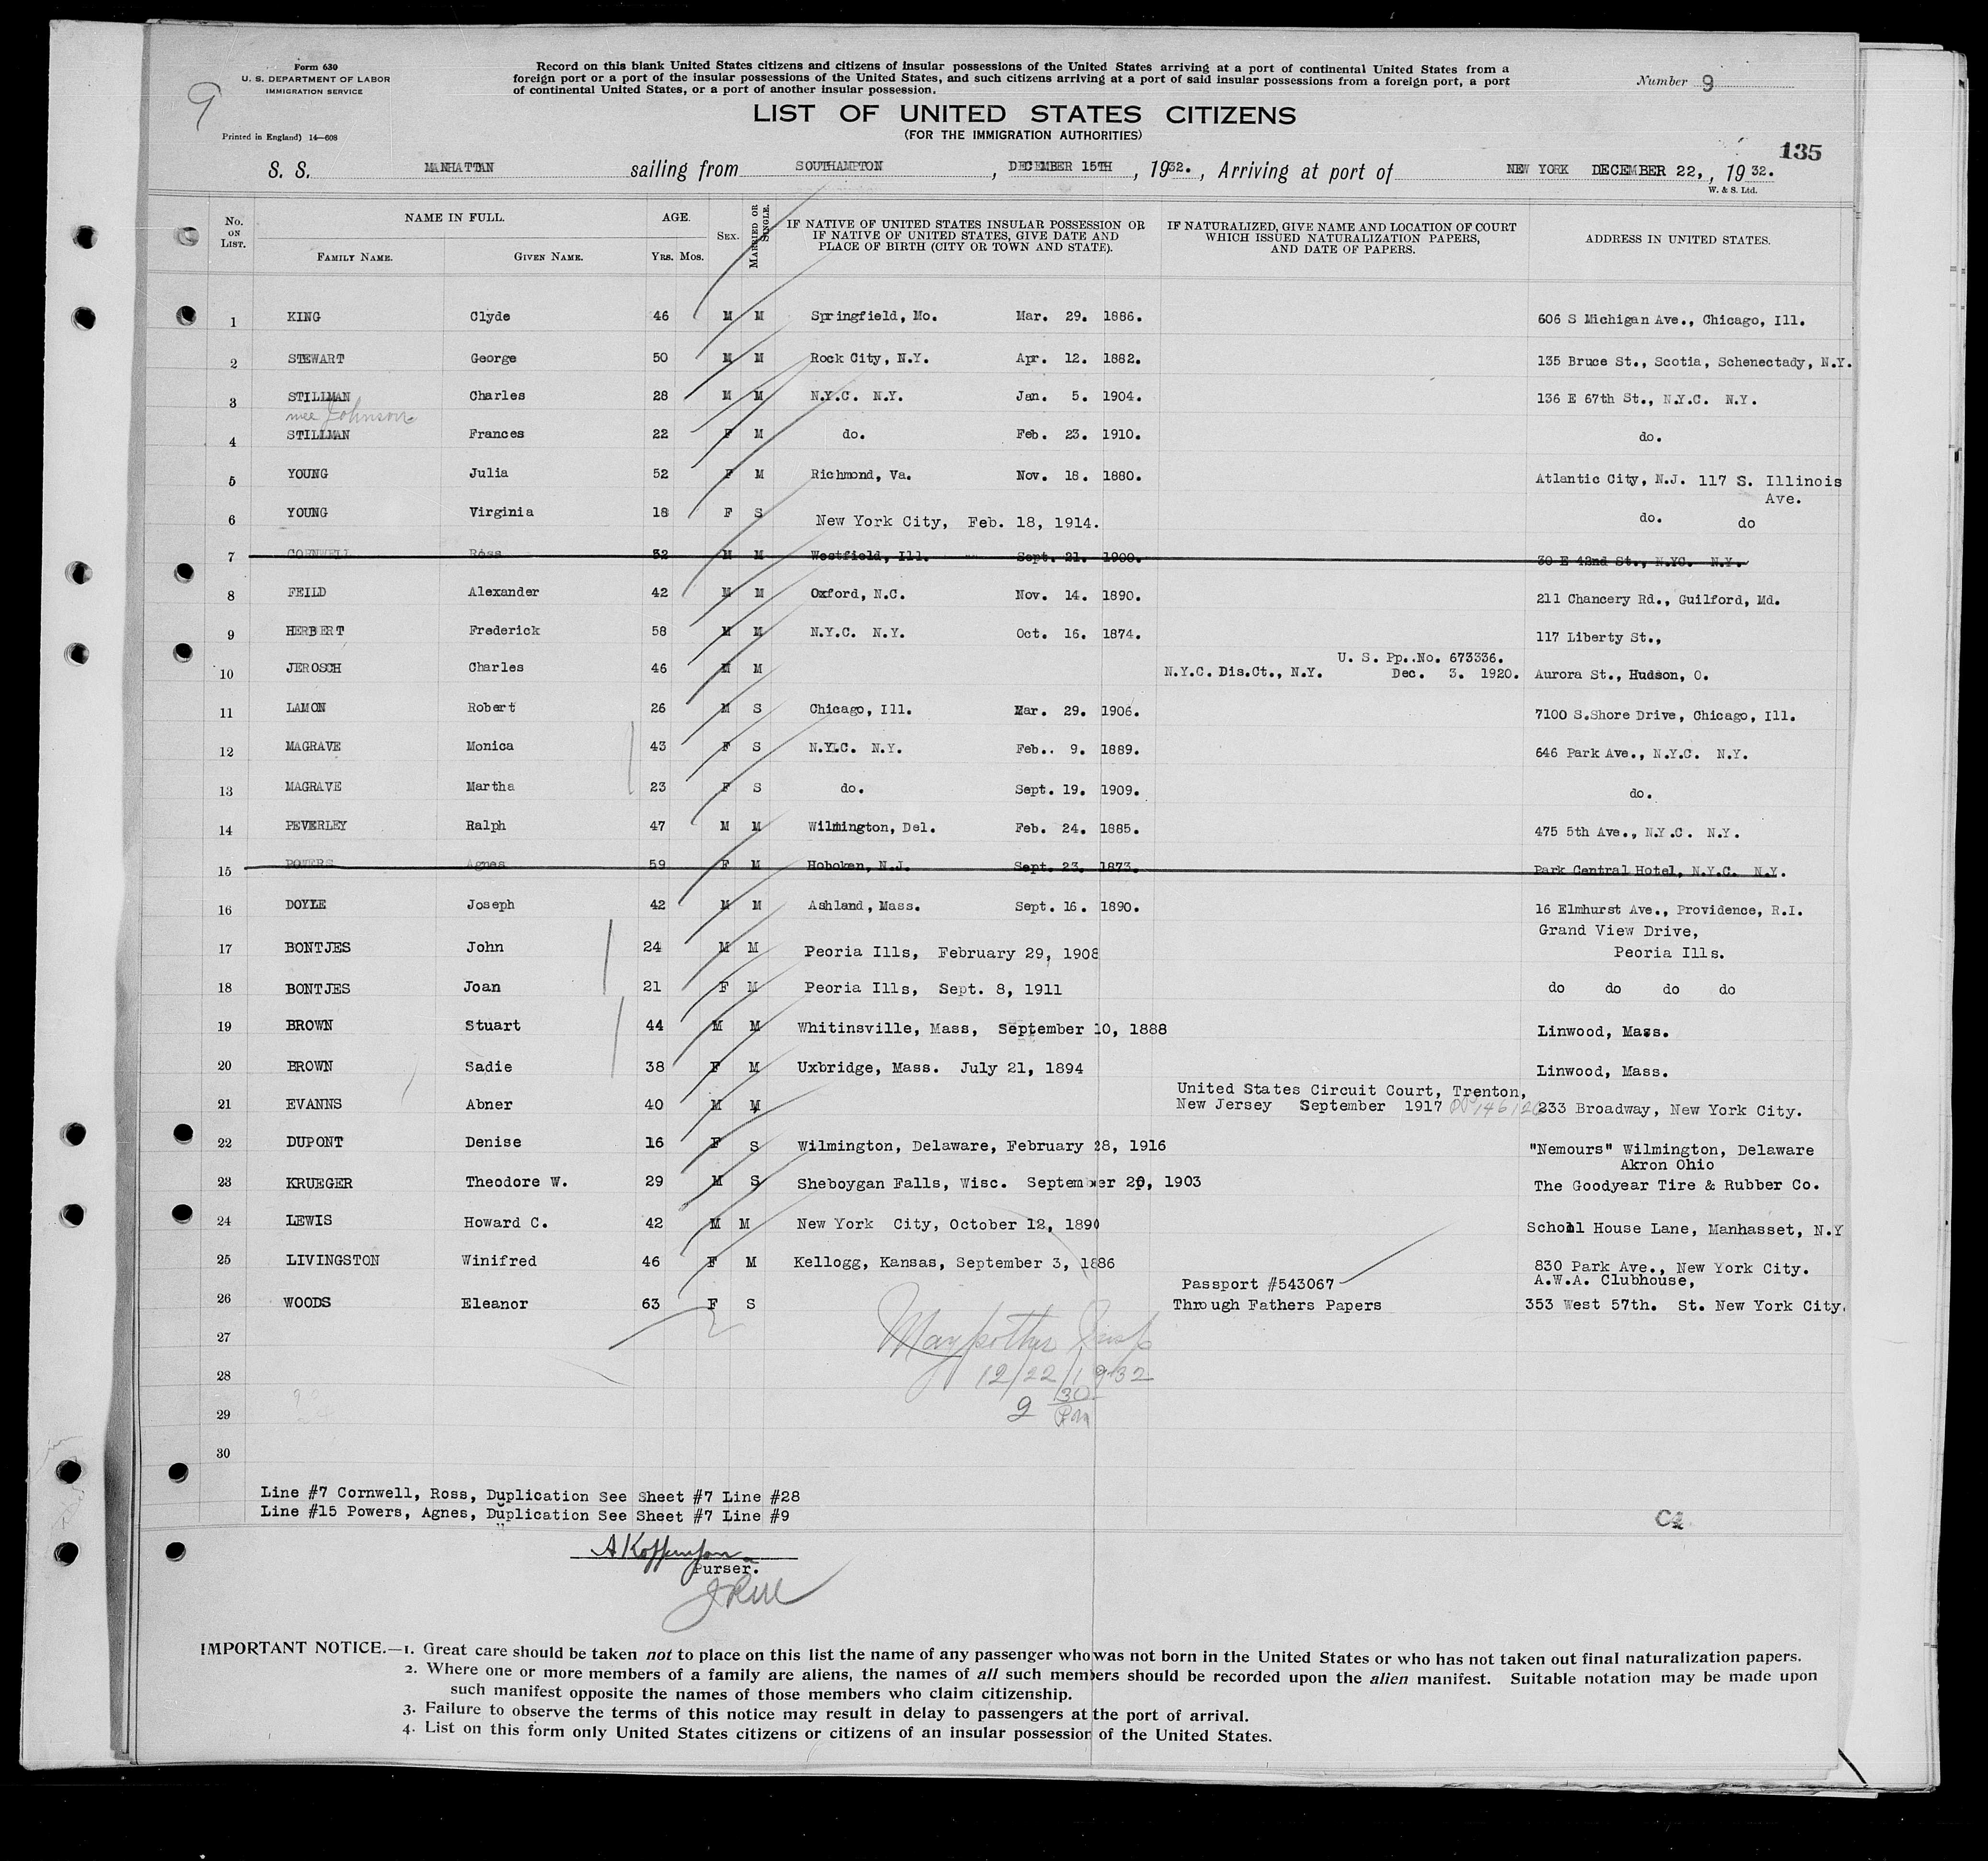 9
Form 630
U. S. DEPARTMENT OF LABOR
IMMIGRATION SERVICE
Printed in England) 14—608
Record on this blank United States citizens and citizens of insular possessions of the United States arriving at a port of continental United States from a
foreign port or a port of the insular possessions of the United States, and such citizens arriving at a port of said insular possessions from a foreign port, a port
of continental United States, or a port of another insular possession.
Number 9
LIST OF UNITED STATES CITIZENS
(FOR THE IMMIGRATION AUTHORITIES)
135
S. S. MANHATTAN sailing from SOUTHAMPTON, DECEMBER 15TH, 1932., Arriving at port of NEW YORK DECEMBER 22,, 1932.
W. & S. Ltd.
No. ON LIST. NAME IN FULL. FAMILY NAME. GIVEN NAME. AGE. Yrs. Mos. SEX. MARRIED OR SINGLE. IF NATIVE OF UNITED STATES INSULAR POSSESSION OR IF NATIVE OF UNITED STATES, GIVE DATE AND PLACE OF BIRTH (CITY OR TOWN AND STATE). IF NATURALIZED, GIVE NAME AND LOCATION OF COURT WHICH ISSUED NATURALIZATION PAPERS, AND DATE OF PAPERS. ADDRESS IN UNITED STATES.
1 KING Clyde 46 M M Springfield, Mo. Mar. 29. 1886. 606 S Michigan Ave., Chicago, Ill.
2 STEWART George 50 M M Rock City, N.Y. Apr. 12. 1882. 135 Bruce St., Scotia, Schenectady, N.Y.
3 STILLMAN Charles 28 M M N.Y.C. N.Y. Jan. 5. 1904. 136 E 67th St., N.Y.C. N.Y.
nee Johnson
4 STILLMAN Frances 22 F M do. Feb. 23. 1910. do.
5 YOUNG Julia 52 F M Richmond, Va. Nov. 18. 1880. Atlantic City, N.J. 117 S. Illinois
Ave.
6 YOUNG Virginia 18 F S New York City, Feb. 18, 1914. do. do
7 CORNWELL Ross 32 M M Westfield, Ill. Sept. 21. 1900. 30 E 42nd St., N.YC. N.Y.
8 FEILD Alexander 42 M M Oxford, N.C. Nov. 14. 1890. 211 Chancery Rd., Guilford, Md.
9 HERBERT Frederick 58 M M N.Y.C. N.Y. Oct. 16. 1874. 117 Liberty St.,
U. S. Pp..No. 673336.
10 JEROSCH Charles 46 M M N.Y.C. Dis.Ct., N.Y. Dec. 3. 1920. Aurora St., Hudson, O.
11 LAMON Robert 26 M S Chicago, Ill. Mar. 29. 1906. 7100 S.Shore Drive, Chicago, Ill.
12 MAGRAVE Monica 43 F S N.Y.C. N.Y. Feb.. 9. 1889. 646 Park Ave., N.Y.C. N.Y.
13 MAGRAVE Martha 23 F S do. Sept. 19. 1909. do.
14 PEVERLEY Ralph 47 M M Wilmington, Del. Feb. 24. 1885. 475 5th Ave., N.Y.C. N.Y.
15 POWERS Agnes 59 F M Hoboken, N.J. Sept. 23. 1873. Park Central Hotel, N.Y.C. N.Y.
16 DOYLE Joseph 42 M M Ashland, Mass. Sept. 16. 1890. 16 Elmhurst Ave., Providence, R.I.
Grand View Drive,
17 BONTJES John 24 M M Peoria Ills, February 29, 1908 Peoria Ills.
18 BONTJES Joan 21 F M Peoria Ills, Sept. 8, 1911 do do do do
19 BROWN Stuart 44 M M Whitinsville, Mass, September 10, 1888 Linwood, Mass.
20 BROWN Sadie 38 F M Uxbridge, Mass. July 21, 1894 Linwood, Mass.
United States Circuit Court, Trenton,
21 EVANNS Abner 40 M M New Jersey September 1917 233 Broadway, New York City.
22 DUPONT Denise 16 F S Wilmington, Delaware, February 28, 1916 "Nemours" Wilmington, Delaware
Akron Ohio
23 KRUEGER Theodore W. 29 M S Sheboygan Falls, Wisc. September 20, 1903 The Goodyear Tire & Rubber Co.
24 LEWIS Howard C. 42 M M New York City, October 12, 1890 School House Lane, Manhasset, N.Y
25 LIVINGSTON Winifred 46 F M Kellogg, Kansas, September 3, 1886 830 Park Ave., New York City.
Passport #543067 A.W.A. Clubhouse,
26 WOODS Eleanor 63 F S Through Fathers Papers 353 West 57th. St. New York City.
27
28 12/22/1932
29 9 30 Pm
30
Line #7 Cornwell, Ross, Duplication See Sheet #7 Line #28
Line #15 Powers, Agnes, Duplication See Sheet #7 Line #9
Purser.
IMPORTANT NOTICE.—1. Great care should be taken not to place on this list the name of any passenger who was not born in the United States or who has not taken out final naturalization papers.
2. Where one or more members of a family are aliens, the names of all such members should be recorded upon the alien manifest. Suitable notation may be made upon
such manifest opposite the names of those members who claim citizenship.
3. Failure to observe the terms of this notice may result in delay to passengers at the port of arrival.
4. List on this form only United States citizens or citizens of an insular possession of the United States.